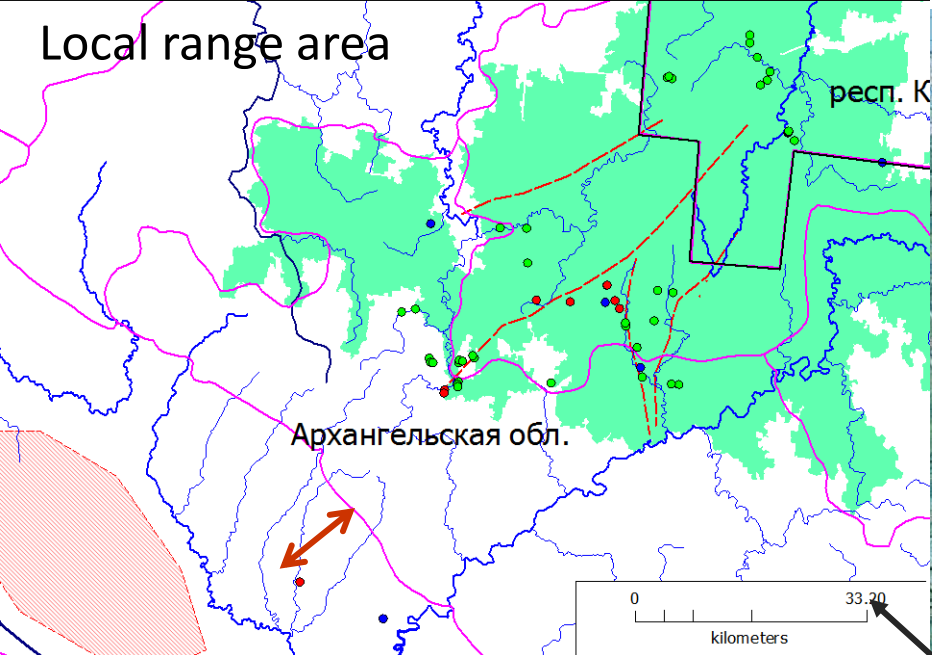 Local range area
респ. К
Архангельская обл.
0 33.20
kilometers